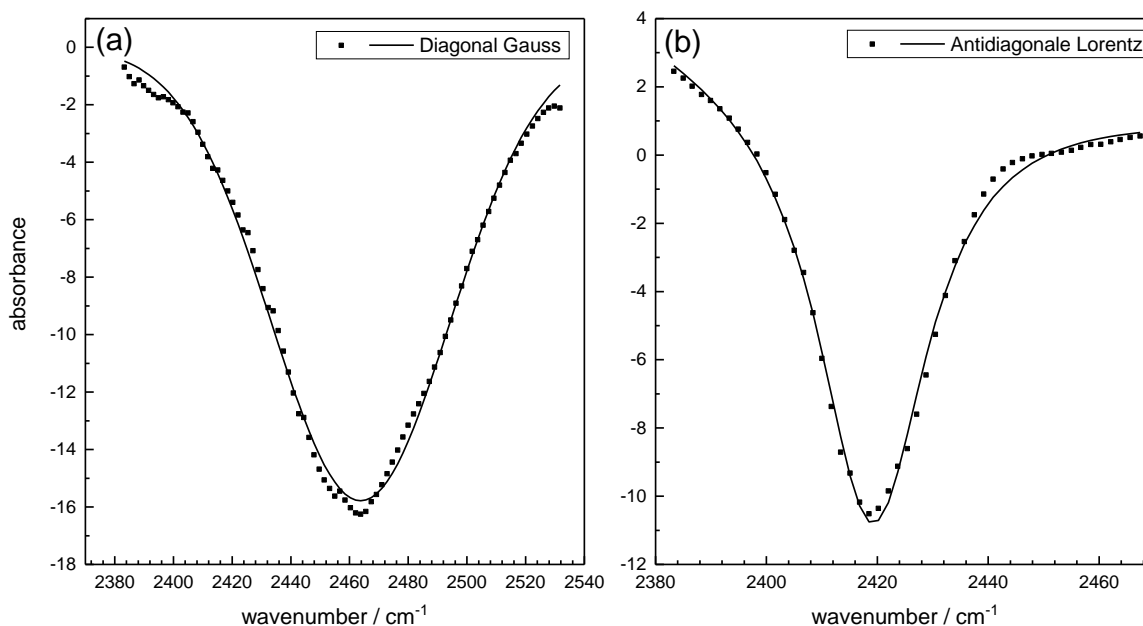 (a)
Diagonal Gauss
0
-2
-4
-6
-8
-10
-12
-14
-16
-18
absorbance
2380 2400 2420 2440 2460 2480 2500 2520 2540
wavenumber / cm⁻¹
(b)
Antidiagonale Lorentz
4
2
0
-2
-4
-6
-8
-10
-12
2380 2400 2420 2440 2460
wavenumber / cm⁻¹